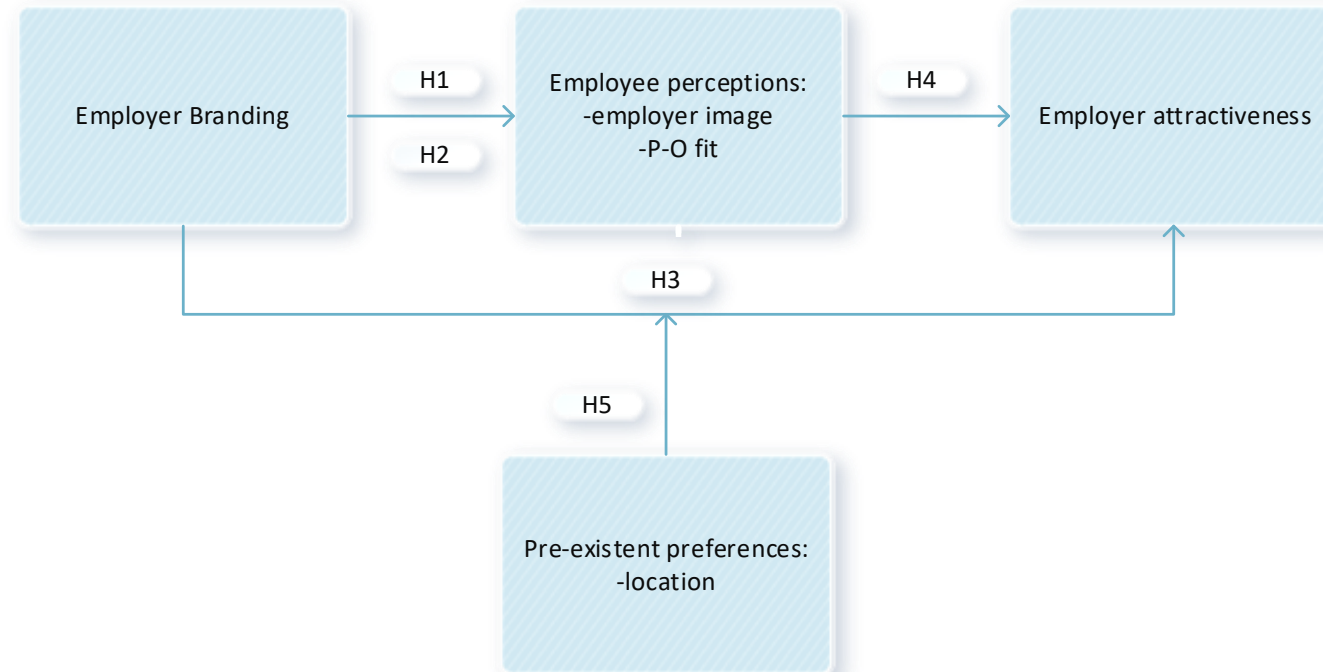 Employer Branding
H1
H2
Employee perceptions:
-employer image
-P-O fit
H4
Employer attractiveness
H3
H5
Pre-existent preferences:
-location